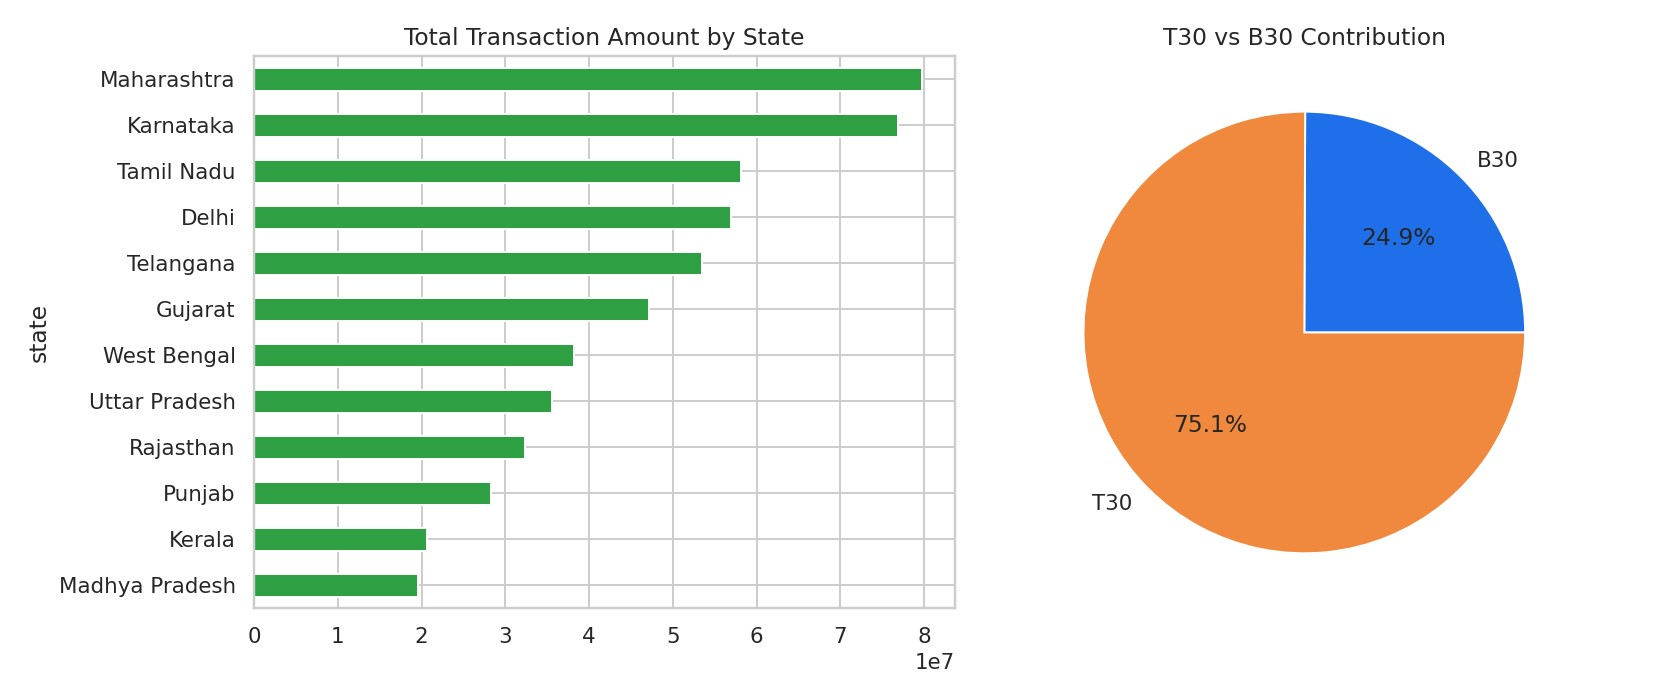 Total Transaction Amount by State
state
Maharashtra
Karnataka
Tamil Nadu
Delhi
Telangana
Gujarat
West Bengal
Uttar Pradesh
Rajasthan
Punjab
Kerala
Madhya Pradesh
0 1 2 3 4 5 6 7 8
1e7
T30 vs B30 Contribution
B30
24.9%
75.1%
T30